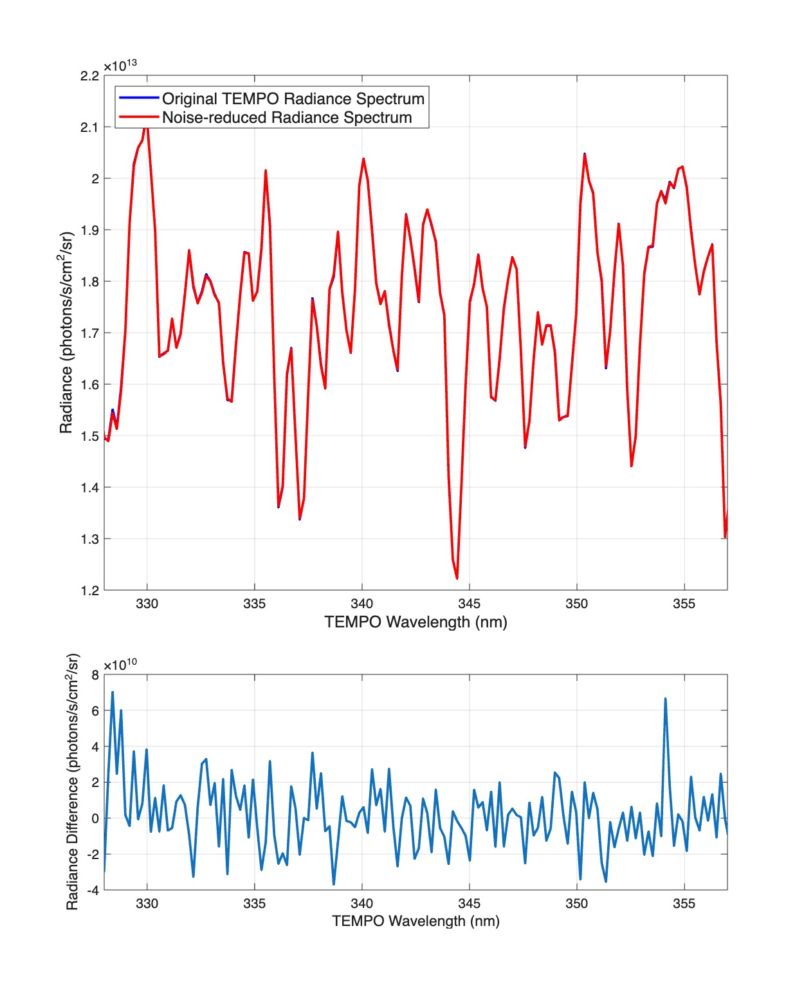 ×10¹³
2.2
2.1
2
1.9
1.8
1.7
1.6
1.5
1.4
1.3
1.2
Radiance (photons/s/cm²/sr)
Original TEMPO Radiance Spectrum
Noise-reduced Radiance Spectrum
330 335 340 345 350 355
TEMPO Wavelength (nm)
×10¹⁰
8
6
4
2
0
-2
-4
Radiance Difference (photons/s/cm²/sr)
330 335 340 345 350 355
TEMPO Wavelength (nm)